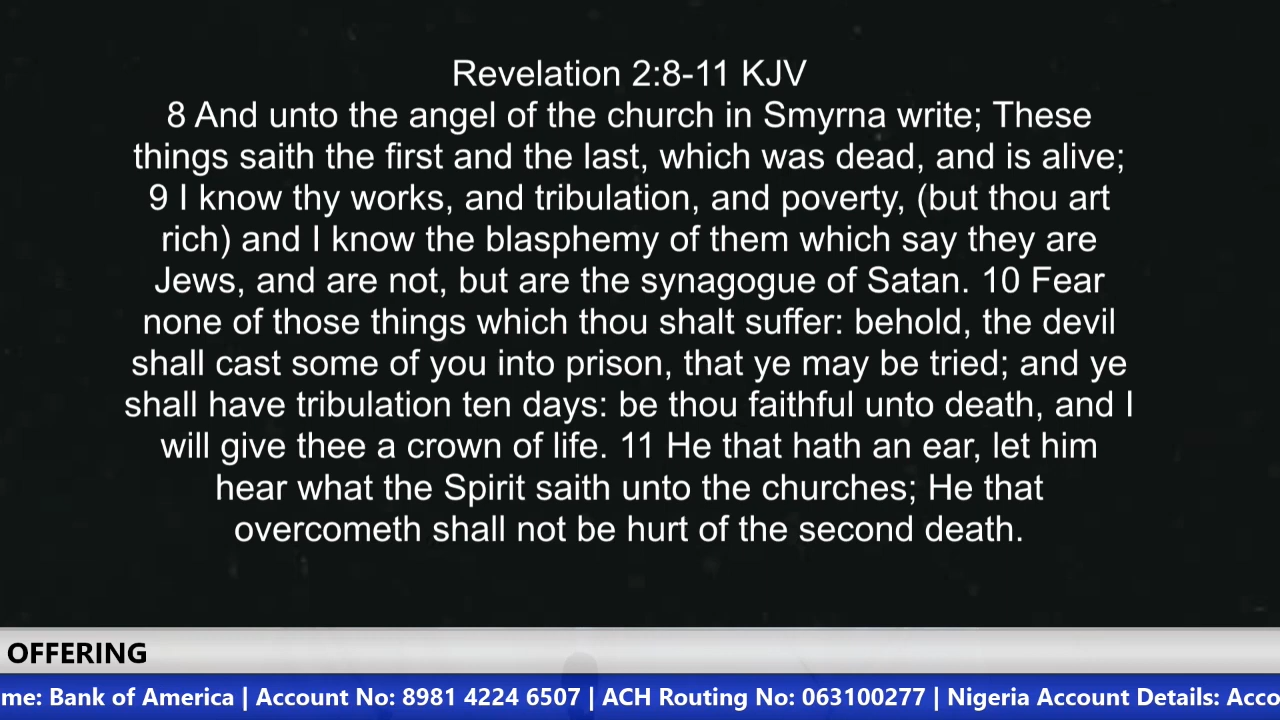 Revelation 2:8-11 KJV
8 And unto the angel of the church in Smyrna write; These
things saith the first and the last, which was dead, and is alive;
9 I know thy works, and tribulation, and poverty, (but thou art
rich) and I know the blasphemy of them which say they are
Jews, and are not, but are the synagogue of Satan. 10 Fear
none of those things which thou shalt suffer: behold, the devil
shall cast some of you into prison, that ye may be tried; and ye
shall have tribulation ten days: be thou faithful unto death, and I
will give thee a crown of life. 11 He that hath an ear, let him
hear what the Spirit saith unto the churches; He that
overcometh shall not be hurt of the second death.
OFFERING
me: Bank of America | Account No: 8981 4224 6507 | ACH Routing No: 063100277 | Nigeria Account Details: Acco